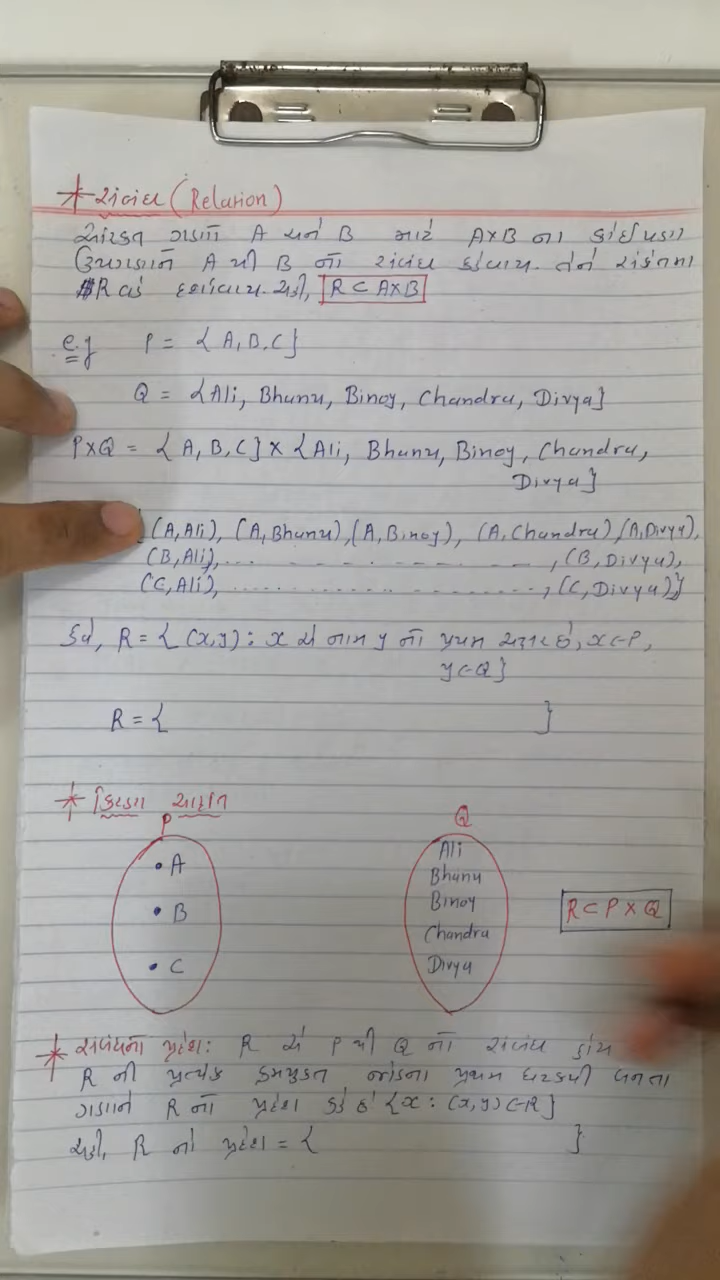 * સંબંધ (Relation)
અરિક્ત ગણો A અને B માટે A×B ના કોઈપણ
ઉપગણને A થી B નો સંબંધ કહેવાય. તેને સંકેતમા
R વડે દર્શાવાય. અહીં, R ⊂ A×B
e.g P = {A, B, C}
Q = {Ali, Bhanu, Binoy, Chandra, Divya}
P×Q = {A, B, C} × {Ali, Bhanu, Binoy, Chandra,
Divya}
(A, Ali), (A, Bhanu), (A, Binoy), (A, Chandra), (A, Divya),
(B, Ali), ..................... , (B, Divya),
(C, Ali), ..................... , (C, Divya)}
હવે, R = {(x,y) : x એ નામ y નો પ્રથમ અક્ષર છે, x∈P,
y∈Q}
R = { }
* કિરણ આકૃતિ
P Q
A Ali
Bhanu
B Binoy R ⊂ P × Q
Chandra
C Divya
* સંબંધનો પ્રદેશ: R એ P થી Q નો સંબંધ હોય
R ની પ્રત્યેક ક્રમયુક્ત જોડના પ્રથમ ઘટકથી બનતા
ગણને R નો પ્રદેશ કહે છે {x : (x,y) ∈ R}
અહીં, R નો પ્રદેશ = { }